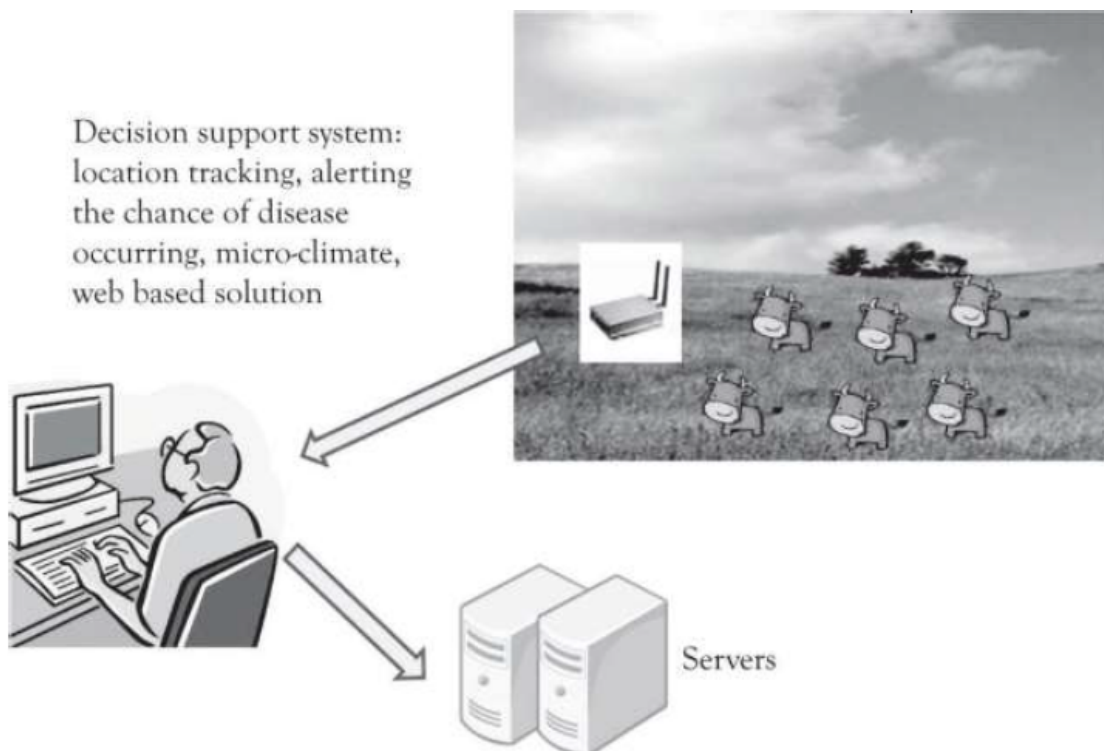 Decision support system:
location tracking, alerting
the chance of disease
occurring, micro-climate,
web based solution
Servers